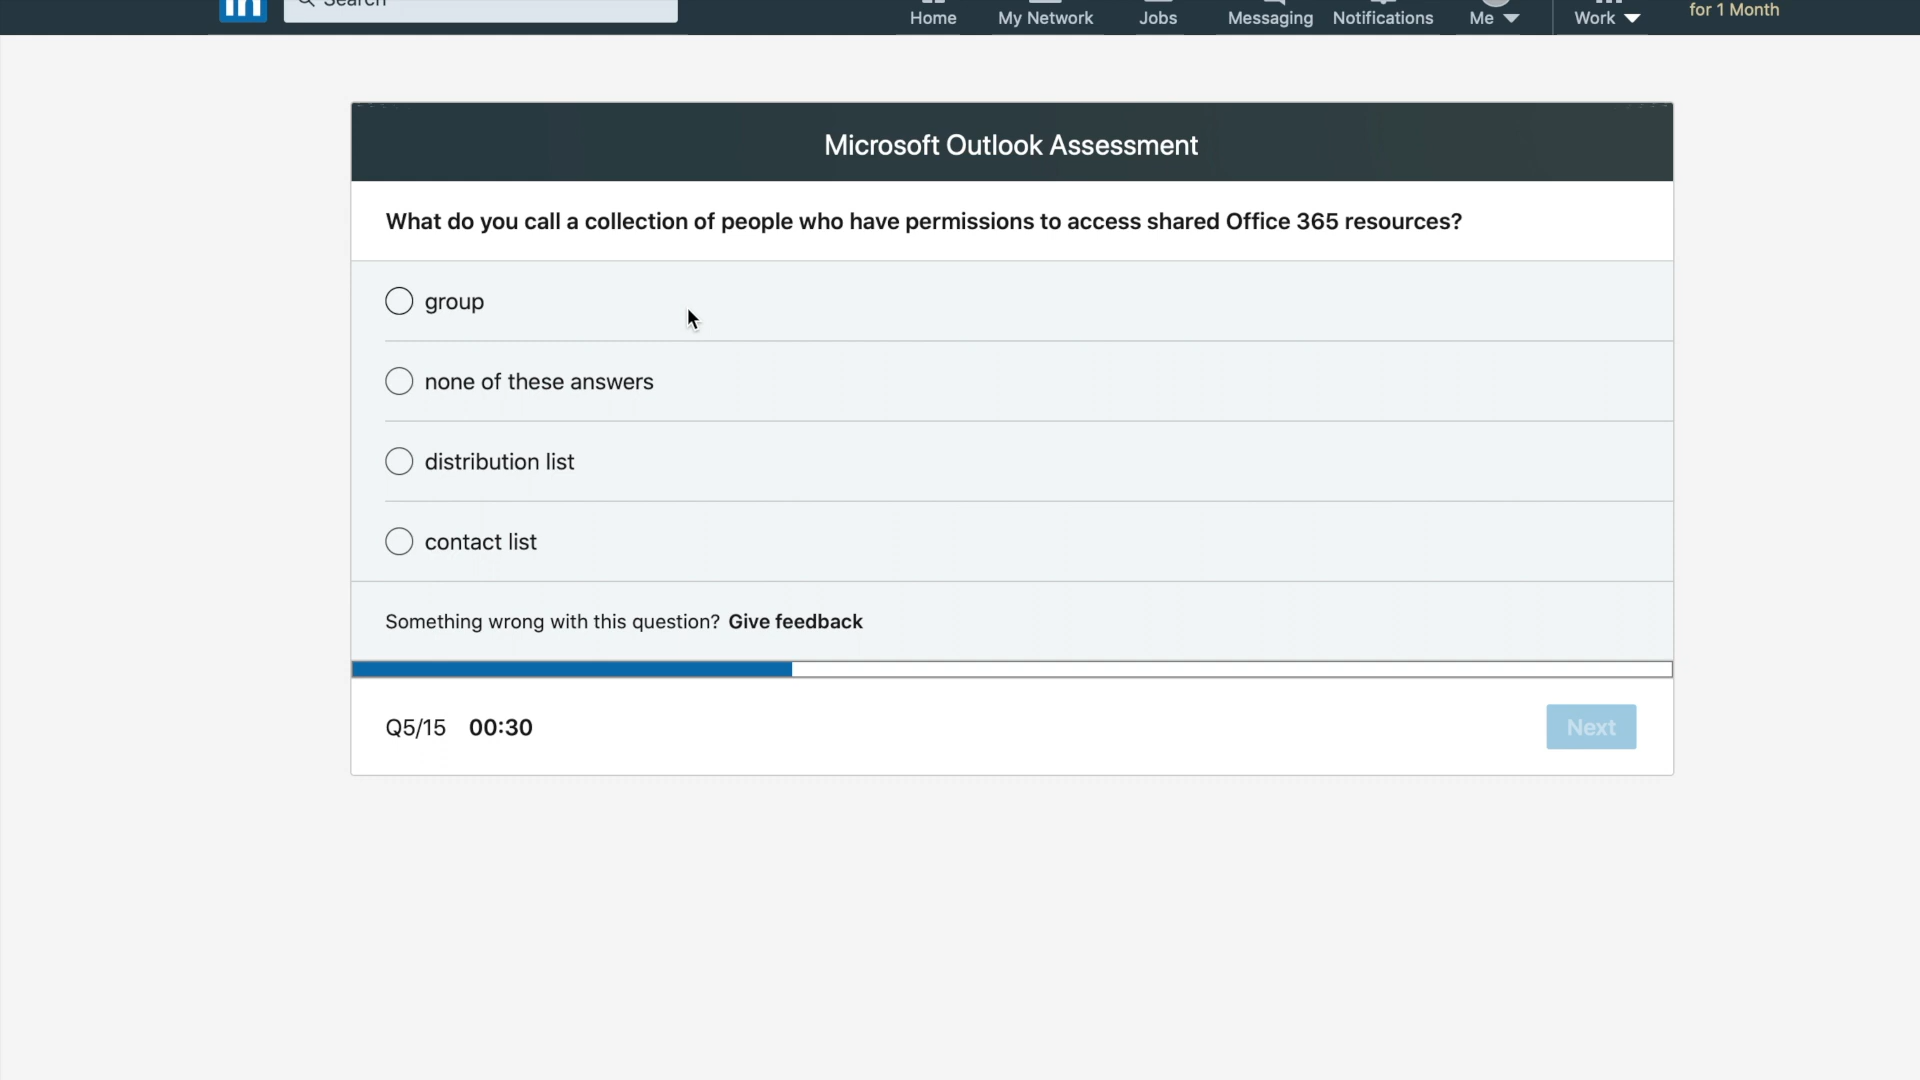 in Search
Home My Network Jobs Messaging Notifications Me Work for 1 Month
Microsoft Outlook Assessment
What do you call a collection of people who have permissions to access shared Office 365 resources?
group
none of these answers
distribution list
contact list
Something wrong with this question? Give feedback
Q5/15 00:30 Next